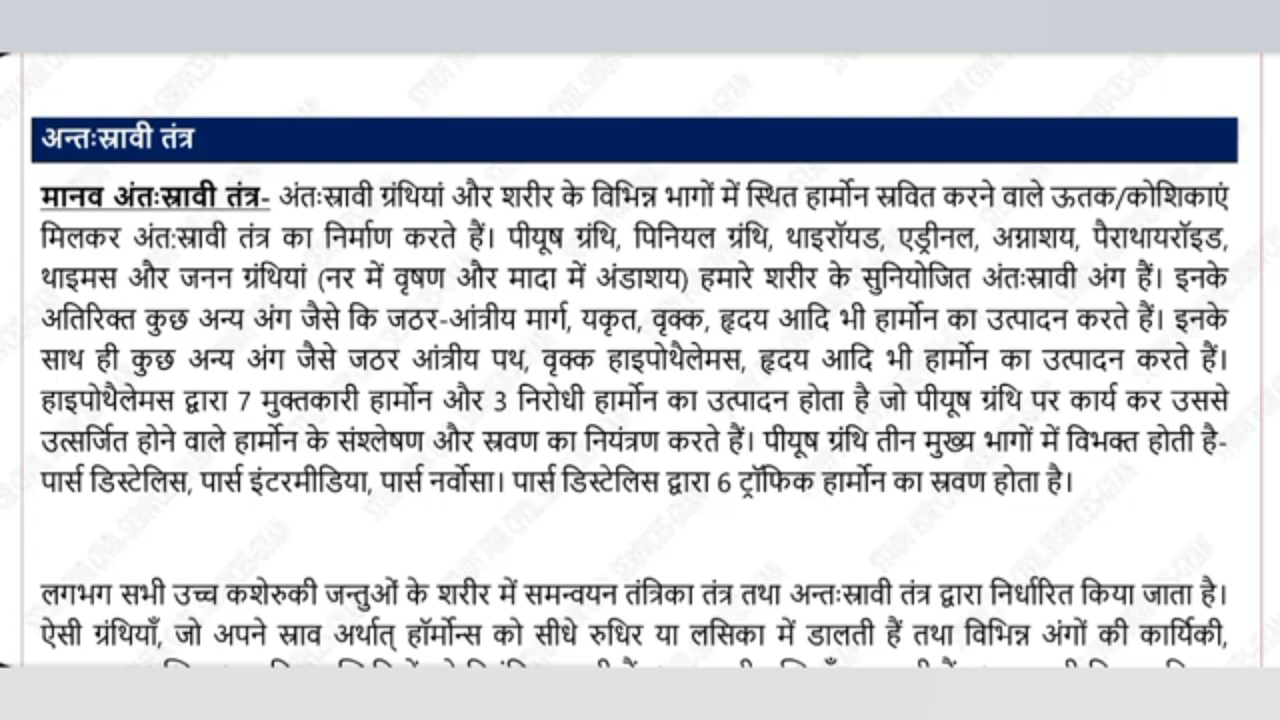 अन्तःस्रावी तंत्र
मानव अंतःस्रावी तंत्र- अंतःस्रावी ग्रंथियां और शरीर के विभिन्न भागों में स्थित हार्मोन स्रवित करने वाले ऊतक/कोशिकाएं
मिलकर अंतःस्रावी तंत्र का निर्माण करते हैं। पीयूष ग्रंथि, पिनियल ग्रंथि, थाइरॉयड, एड्रीनल, अग्नाशय, पैराथायरॉइड,
थाइमस और जनन ग्रंथियां (नर में वृषण और मादा में अंडाशय) हमारे शरीर के सुनियोजित अंतःस्रावी अंग हैं। इनके
अतिरिक्त कुछ अन्य अंग जैसे कि जठर-आंत्रीय मार्ग, यकृत, वृक्क, हृदय आदि भी हार्मोन का उत्पादन करते हैं। इनके
साथ ही कुछ अन्य अंग जैसे जठर आंत्रीय पथ, वृक्क हाइपोथैलेमस, हृदय आदि भी हार्मोन का उत्पादन करते हैं।
हाइपोथैलेमस द्वारा 7 मुक्तकारी हार्मोन और 3 निरोधी हार्मोन का उत्पादन होता है जो पीयूष ग्रंथि पर कार्य कर उससे
उत्सर्जित होने वाले हार्मोन के संश्लेषण और स्रवण का नियंत्रण करते हैं। पीयूष ग्रंथि तीन मुख्य भागों में विभक्त होती है-
पार्स डिस्टेलिस, पार्स इंटरमीडिया, पार्स नर्वोसा। पार्स डिस्टेलिस द्वारा 6 ट्रॉफिक हार्मोन का स्रवण होता है।
लगभग सभी उच्च कशेरुकी जन्तुओं के शरीर में समन्वयन तंत्रिका तंत्र तथा अन्तःस्रावी तंत्र द्वारा निर्धारित किया जाता है।
ऐसी ग्रंथियाँ, जो अपने स्राव अर्थात् हॉर्मोन्स को सीधे रुधिर या लसिका में डालती हैं तथा विभिन्न अंगों की कार्यिकी,